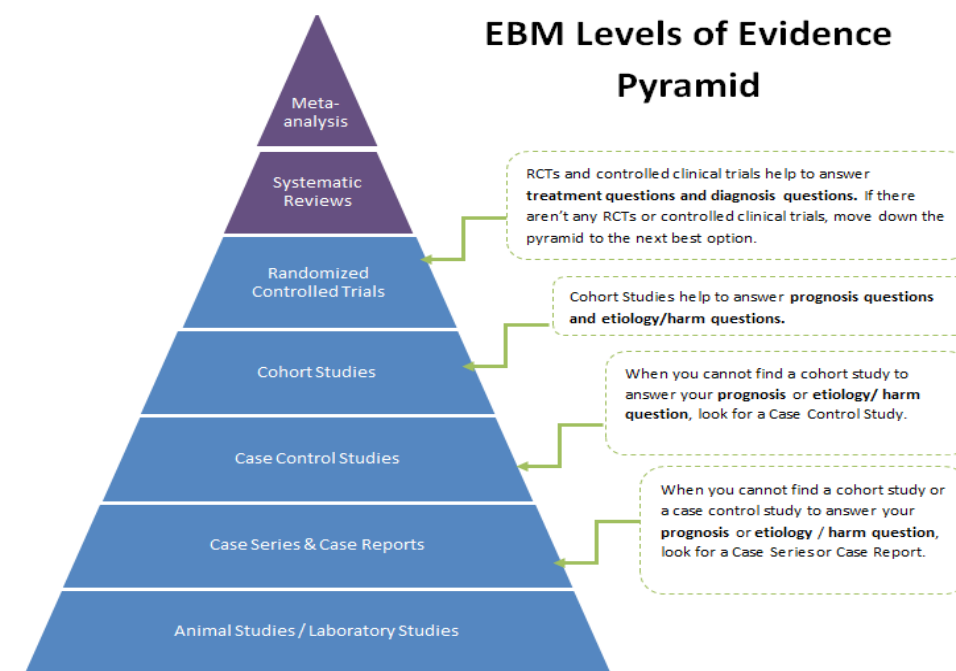 EBM Levels of Evidence
Pyramid
Meta-
analysis
Systematic
Reviews
Randomized
Controlled Trials
Cohort Studies
Case Control Studies
Case Series & Case Reports
Animal Studies / Laboratory Studies
RCTs and controlled clinical trials help to answer
treatment questions and diagnosis questions. If there
aren't any RCTs or controlled clinical trials, move down the
pyramid to the next best option.
Cohort Studies help to answer prognosis questions
and etiology/harm questions.
When you cannot find a cohort study to
answer your prognosis or etiology/ harm
question, look for a Case Control Study.
When you cannot find a cohort study or
a case control study to answer your
prognosis or etiology / harm question,
look for a Case Series or Case Report.